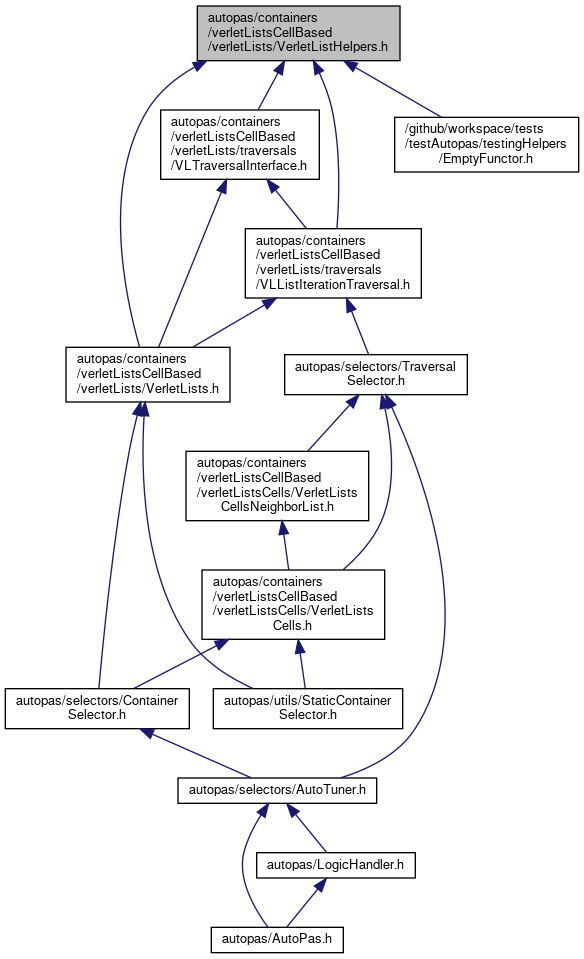 autopas/containers
/verletListsCellBased
/verletLists/VerletListHelpers.h
autopas/containers
/verletListsCellBased
/verletLists/traversals
/VLTraversalInterface.h
/github/workspace/tests
/testAutopas/testingHelpers
/EmptyFunctor.h
autopas/containers
/verletListsCellBased
/verletLists/traversals
/VLListIterationTraversal.h
autopas/containers
/verletListsCellBased
/verletLists/VerletLists.h
autopas/selectors/Traversal
Selector.h
autopas/containers
/verletListsCellBased
/verletListsCells/VerletLists
CellsNeighborList.h
autopas/containers
/verletListsCellBased
/verletListsCells/VerletLists
Cells.h
autopas/selectors/Container
Selector.h
autopas/utils/StaticContainer
Selector.h
autopas/selectors/AutoTuner.h
autopas/LogicHandler.h
autopas/AutoPas.h